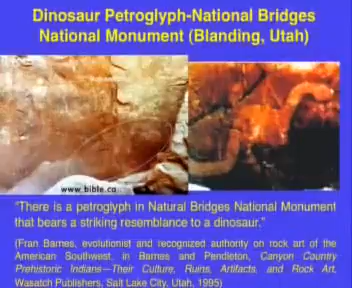 Dinosaur Petroglyph-National Bridges
National Monument (Blanding, Utah)
www.bible.ca
"There is a petroglyph in Natural Bridges National Monument
that bears a striking resemblance to a dinosaur."
(Fran Barnes, evolutionist and recognized authority on rock art of the
American Southwest, in Barnes and Pendleton, Canyon Country
Prehistoric Indians—Their Culture, Ruins, Artifacts, and Rock Art,
Wasatch Publishers, Salt Lake City, Utah, 1995)